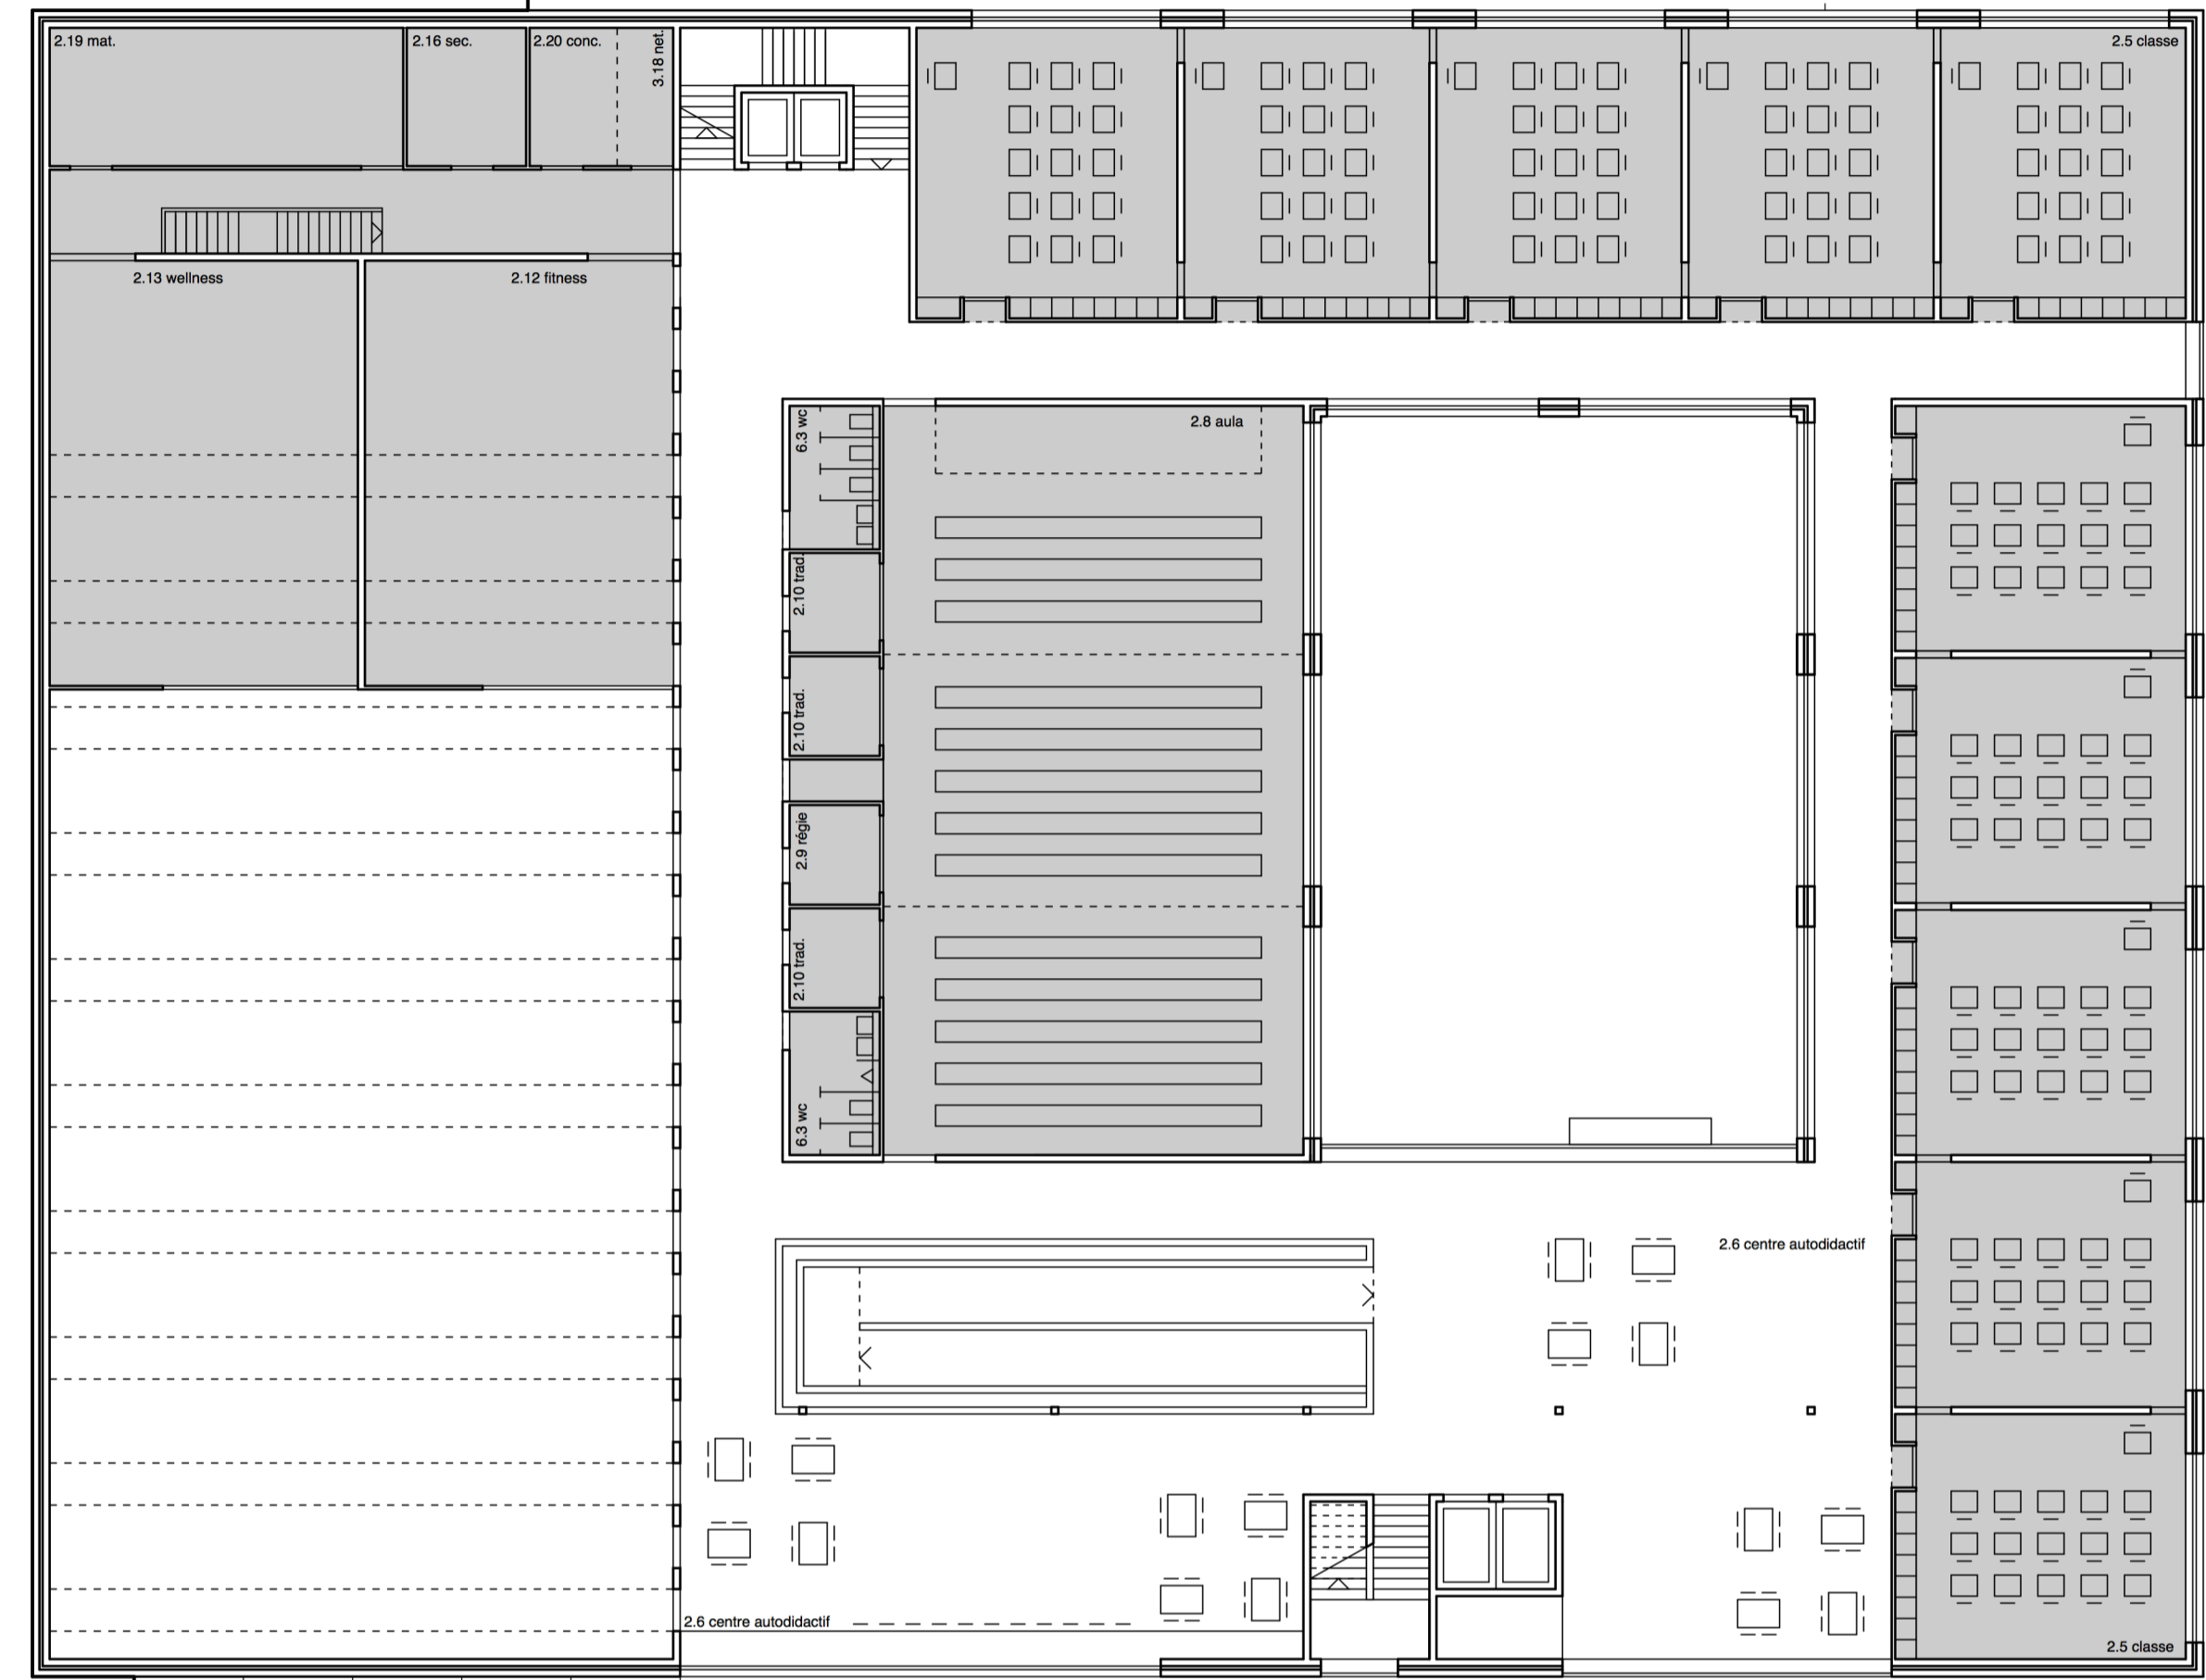 2.19 mat.
2.16 sec.
2.20 conc.
3.18 net.
2.5 classe
2.13 wellness
2.12 fitness
6.3 wc
2.8 aula
2.10 trad.
2.10 trad.
2.9 régie
2.10 trad.
6.3 wc
2.6 centre autodidactif
2.6 centre autodidactif
2.5 classe